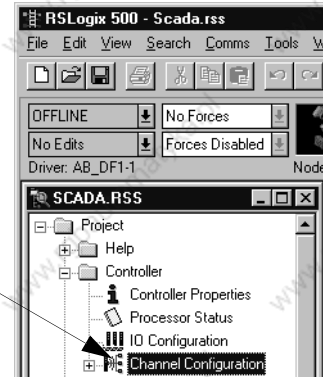 RSLogix 500 - Scada.rss
File Edit View Search Comms Tools
OFFLINE No Forces
No Edits Forces Disabled
Driver: AB_DF1-1 Node
SCADA.RSS
Project
Help
Controller
Controller Properties
Processor Status
IO Configuration
Channel Configuration